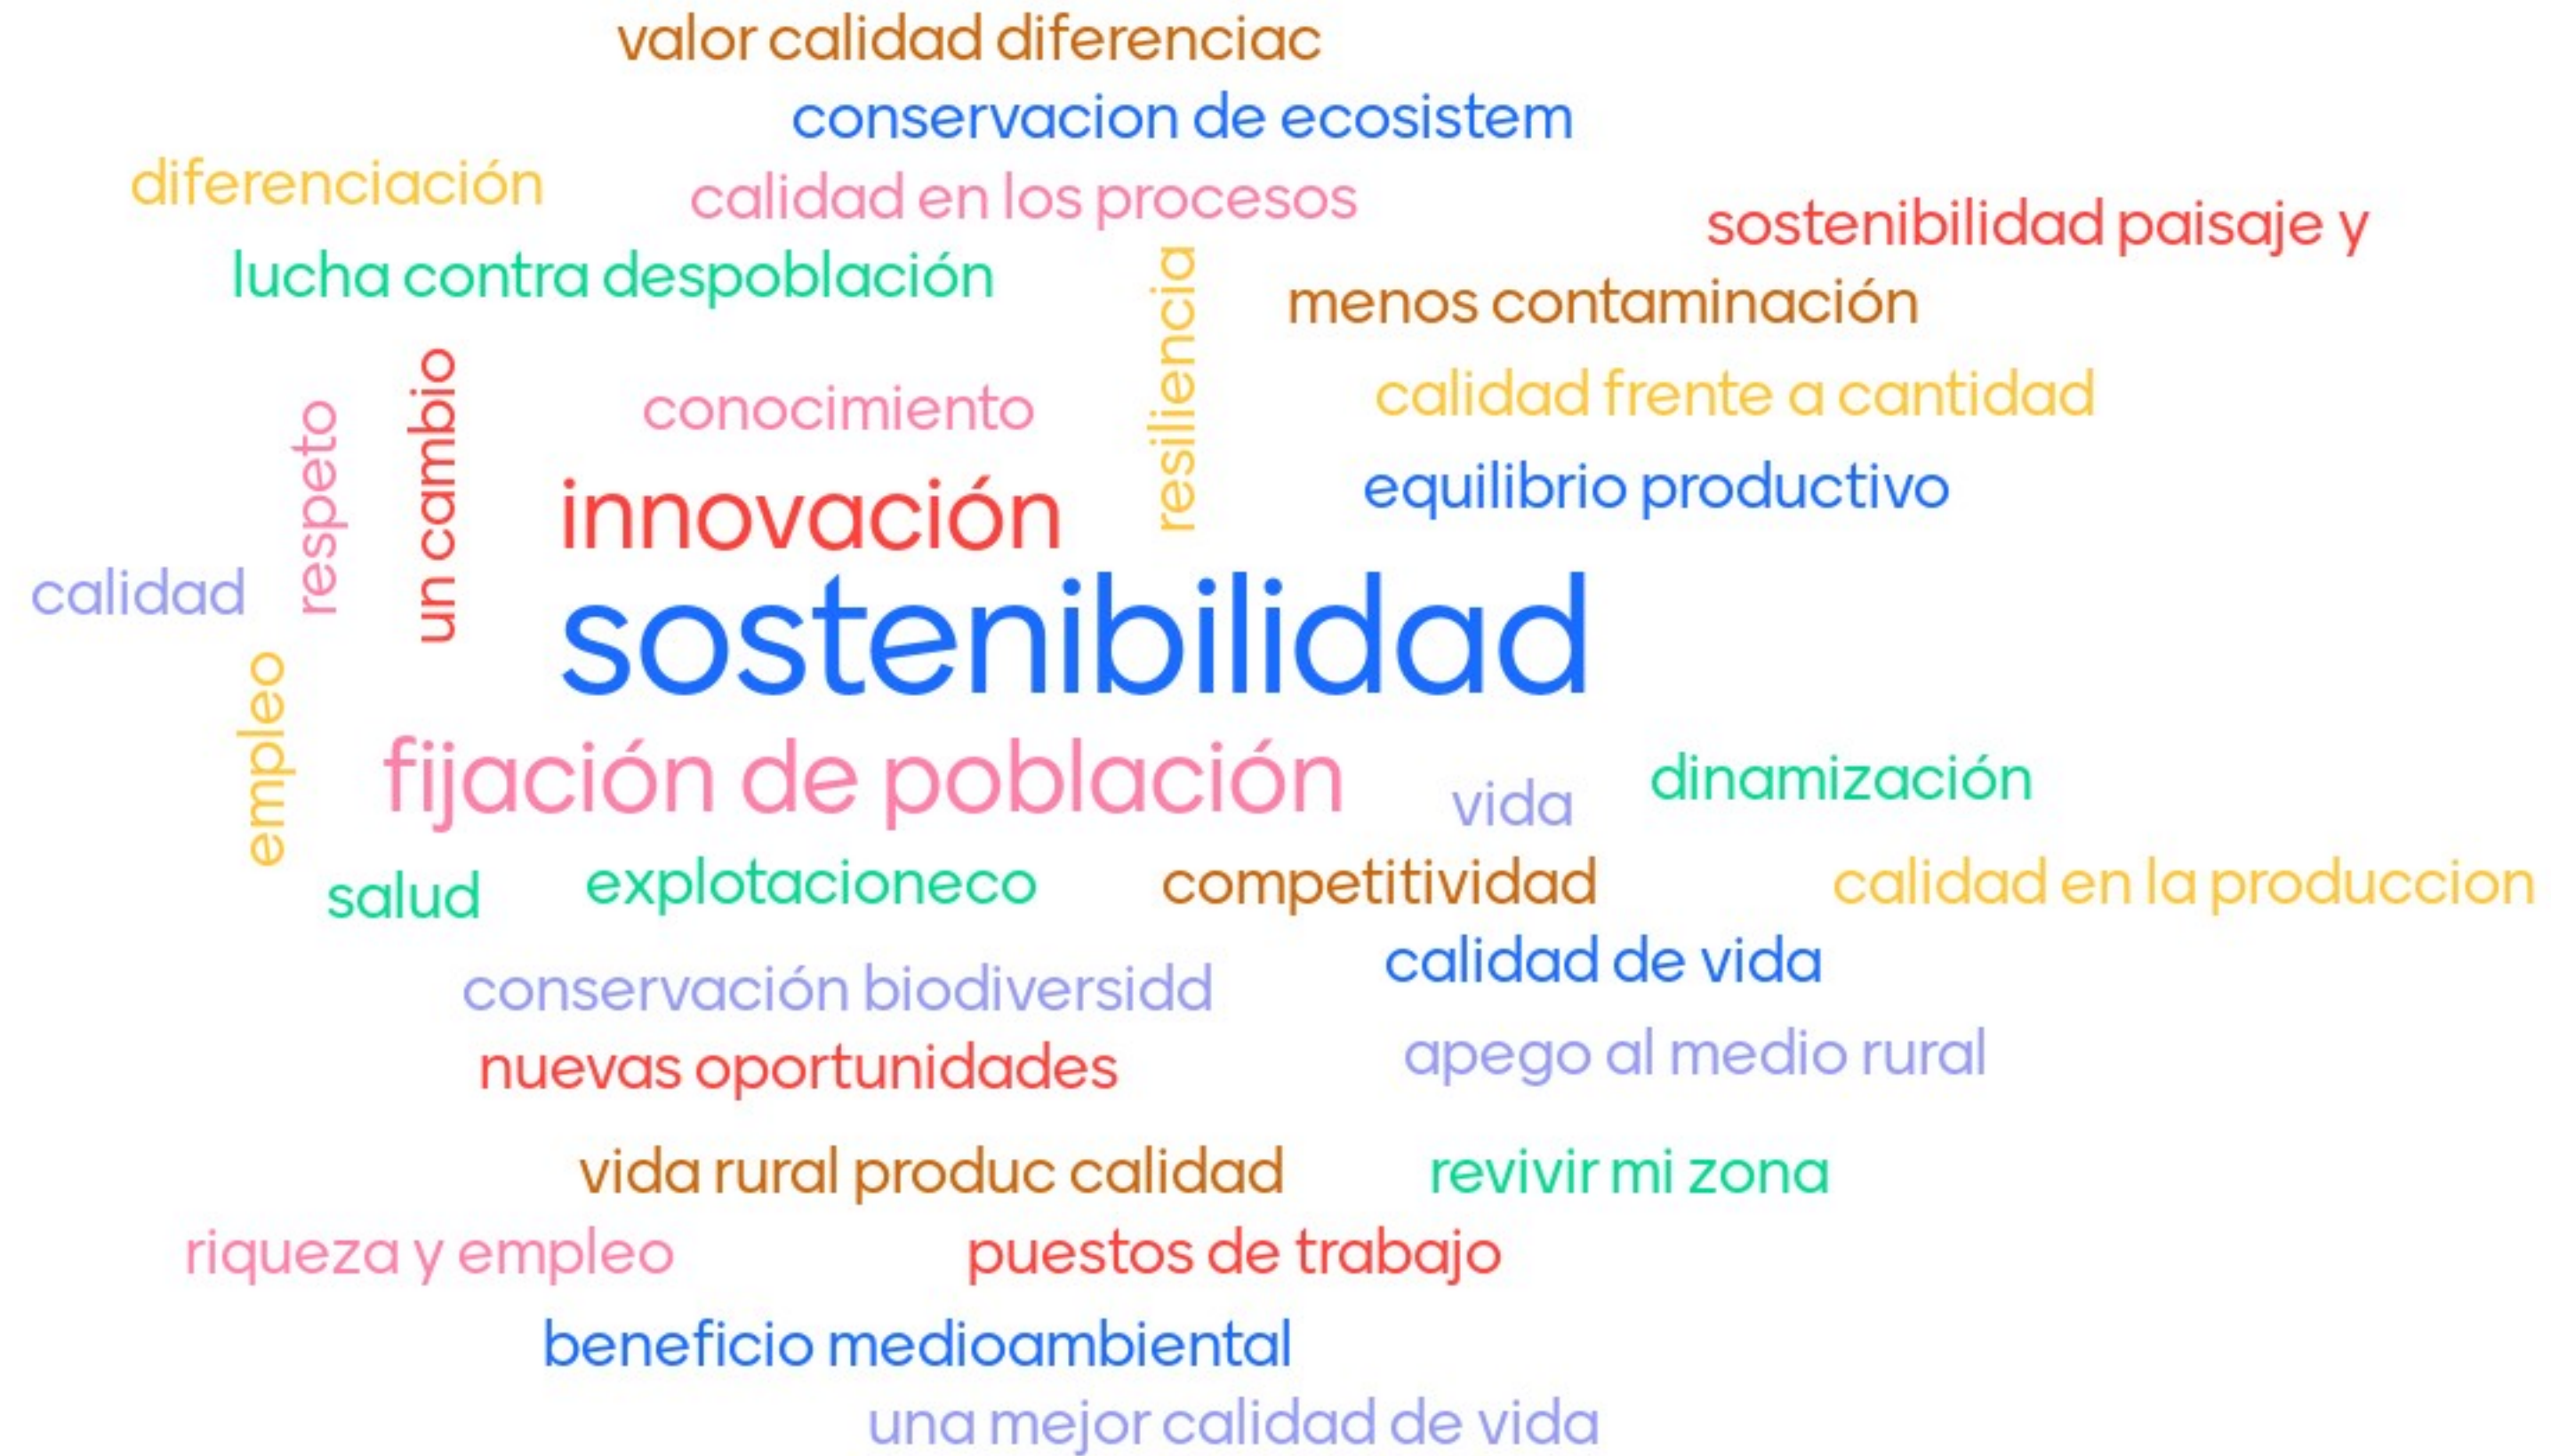 valor calidad diferenciac
conservacion de ecosistem
diferenciación
calidad en los procesos
sostenibilidad paisaje y
lucha contra despoblación
menos contaminación
resiliencia
calidad frente a cantidad
un cambio
conocimiento
respeto
equilibrio productivo
innovación
calidad
sostenibilidad
empleo
fijación de población
vida
dinamización
salud
explotacioneco
competitividad
calidad en la produccion
calidad de vida
conservación biodiversidd
apego al medio rural
nuevas oportunidades
vida rural produc calidad
revivir mi zona
riqueza y empleo
puestos de trabajo
beneficio medioambiental
una mejor calidad de vida